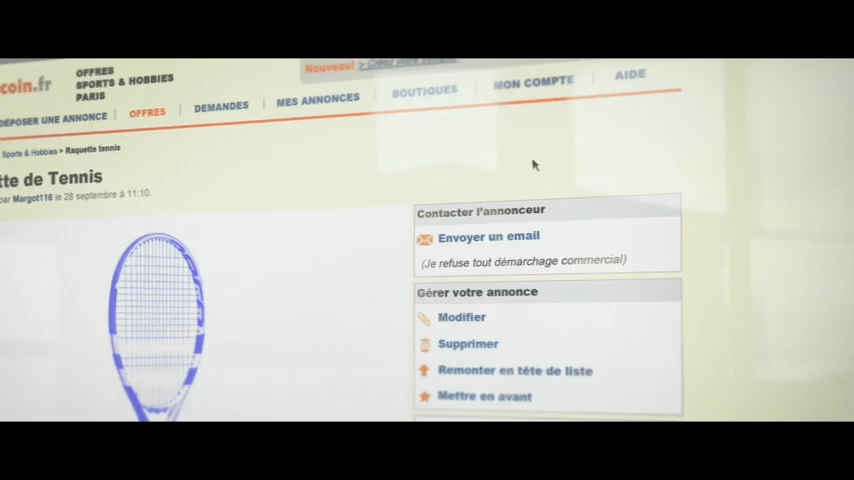 coin.fr
OFFRES
SPORTS & HOBBIES
PARIS
Nouveau! > Créez votre
DÉPOSER UNE ANNONCE | OFFRES | DEMANDES | MES ANNONCES | BOUTIQUES | MON COMPTE | AIDE
Sports & Hobbies > Raquette tennis
tte de Tennis
par Margot116 le 28 septembre à 11:10.
Contacter l'annonceur
Envoyer un email
(Je refuse tout démarchage commercial)
Gérer votre annonce
Modifier
Supprimer
Remonter en tête de liste
Mettre en avant